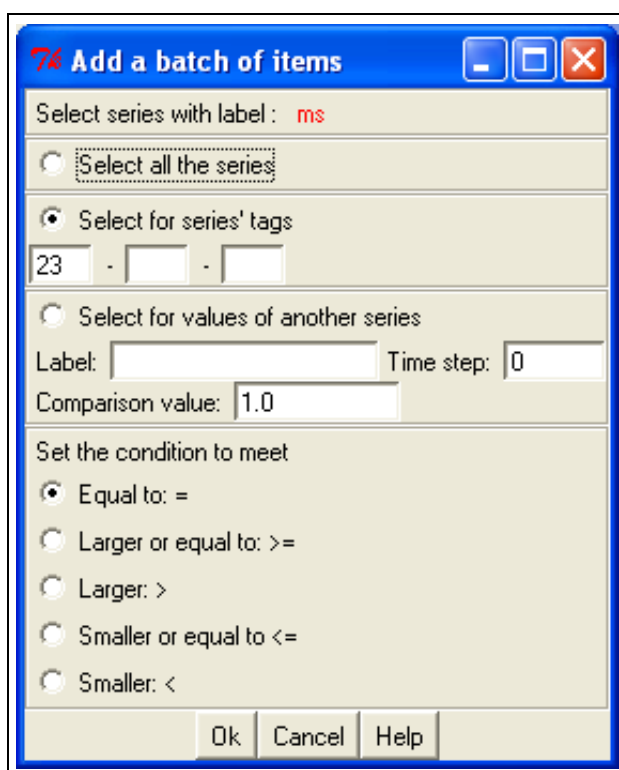 Add a batch of items
Select series with label : ms
Select all the series
Select for series' tags
23 - -
Select for values of another series
Label: Time step: 0
Comparison value: 1.0
Set the condition to meet
Equal to: =
Larger or equal to: >=
Larger: >
Smaller or equal to <=
Smaller: <
Ok Cancel Help